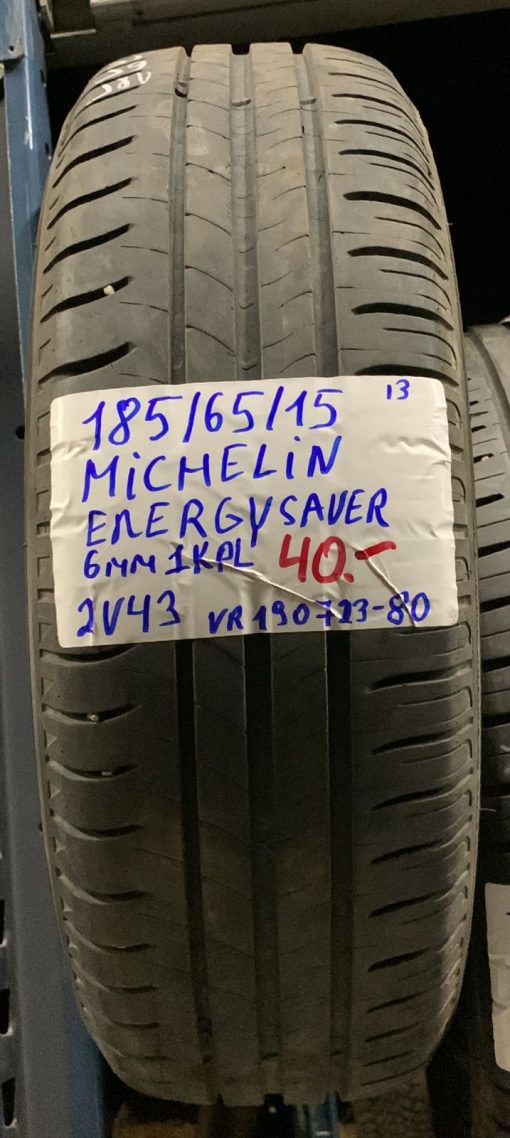 185/65/15 13
MiCHELiN
ENERGYSAVER
6mm 1KPL 40.-
2V43 VR190723-80